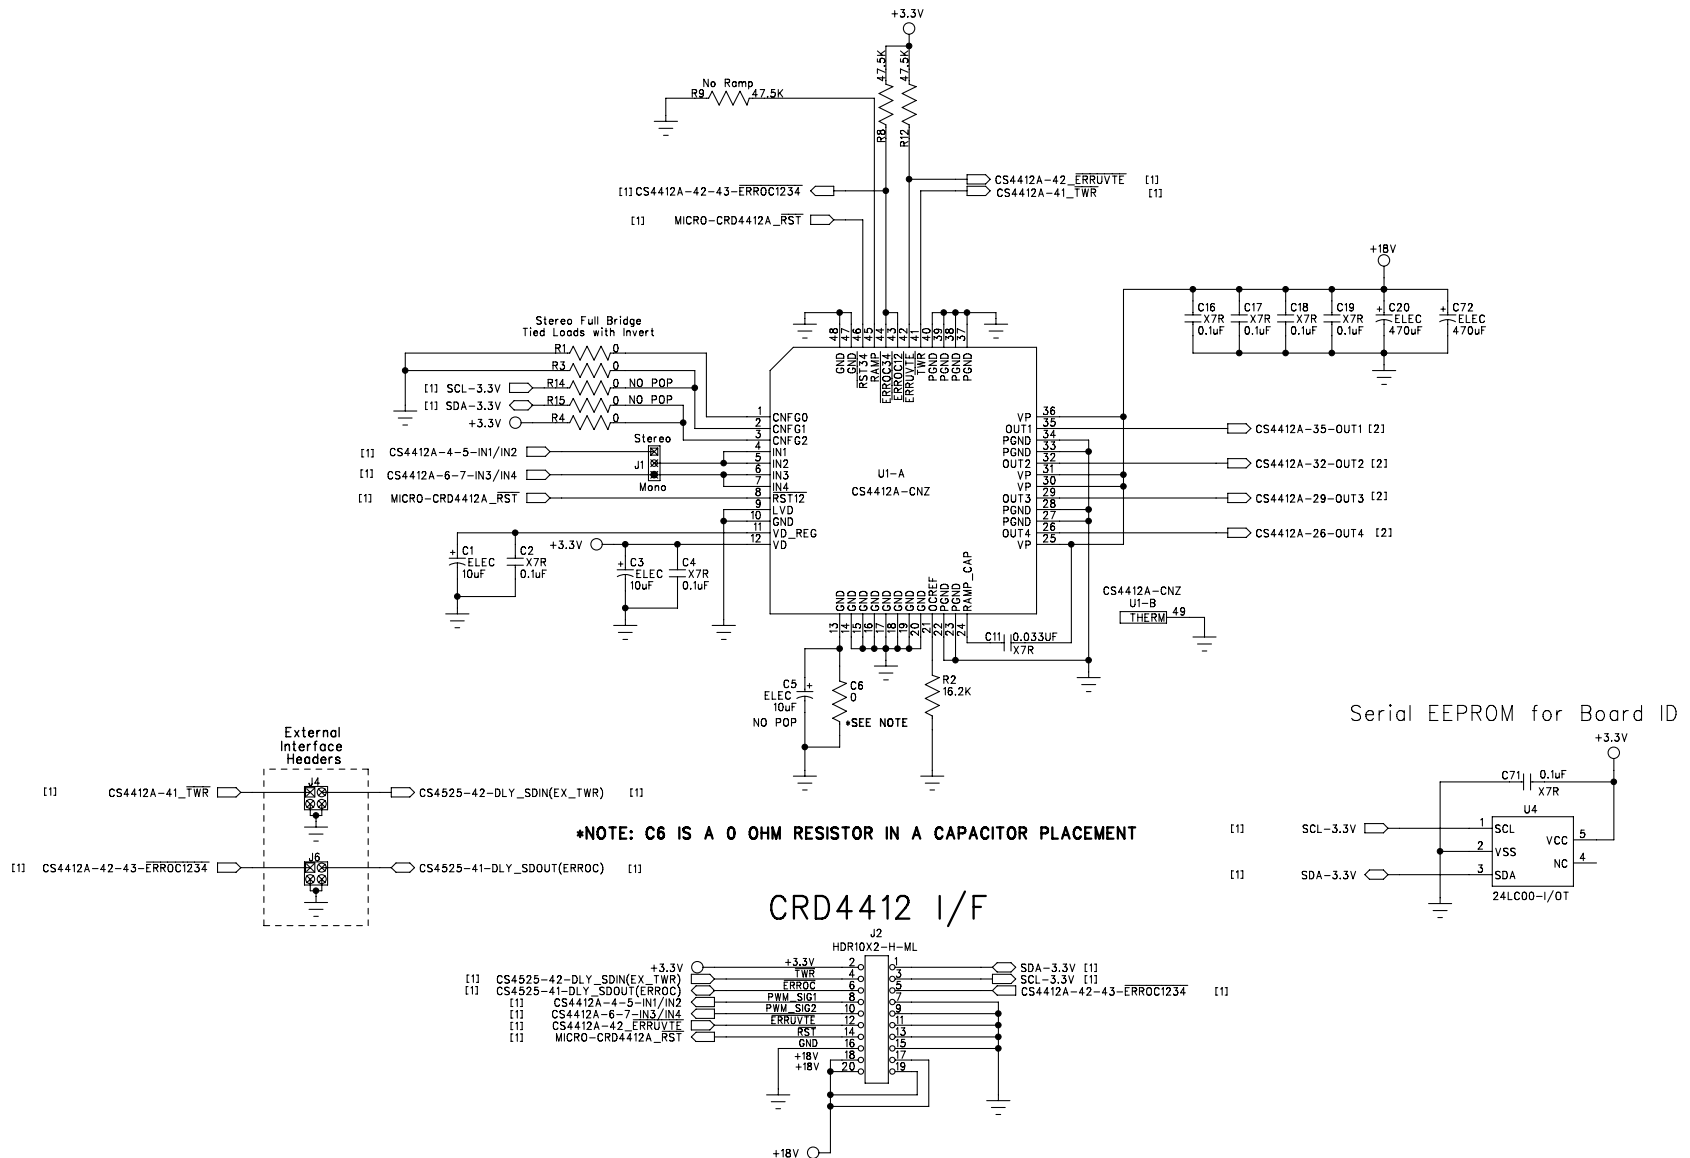 +3.3V
47.5K
47.5K
No Ramp
R9
47.5K
R8
R12
[1] CS4412A-42-43-ERROC1234
CS4412A-42_ERRUVTE [1]
CS4412A-41_TWR [1]
[1] MICRO-CRD4412A_RST
+18V
C16
X7R
0.1uF
C17
X7R
0.1uF
C18
X7R
0.1uF
C19
X7R
0.1uF
C20
ELEC
470uF
C72
ELEC
470uF
Stereo Full Bridge
Tied Loads with Invert
R1 0
R3 0
[1] SCL-3.3V R14 0 NO POP
[1] SDA-3.3V R15 0 NO POP
+3.3V R4 0
48 47 46 45 44 43 42 41 40 39 38 37
GND GND RST34 RAMP ERROC34 ERROC12 ERRUVTE TWR PGND PGND PGND PGND
1 CNFG0
2 CNFG1
3 CNFG2
4 IN1
5 IN2
6 IN3
7 IN4
8 RST12
9 LVD
10 GND
11 VD_REG
12 VD
Stereo
J1
Mono
[1] CS4412A-4-5-IN1/IN2
[1] CS4412A-6-7-IN3/IN4
[1] MICRO-CRD4412A_RST
U1-A
CS4412A-CNZ
VP 36
OUT1 35
PGND 34
PGND 33
OUT2 32
VP 31
VP 30
OUT3 29
PGND 28
PGND 27
OUT4 26
VP 25
CS4412A-35-OUT1 [2]
CS4412A-32-OUT2 [2]
CS4412A-29-OUT3 [2]
CS4412A-26-OUT4 [2]
+3.3V
+ C1
ELEC
10uF
C2
X7R
0.1uF
+ C3
ELEC
10uF
C4
X7R
0.1uF
GND GND GND GND GND GND GND GND OCREF PGND PGND RAMP_CAP
13 14 15 16 17 18 19 20 21 22 23 24
C11 0.033UF
X7R
CS4412A-CNZ
U1-B
THERM 49
C5 +
ELEC
10uF
NO POP
C6
0
*SEE NOTE
R2
16.2K
*NOTE: C6 IS A 0 OHM RESISTOR IN A CAPACITOR PLACEMENT
External
Interface
Headers
[1] CS4412A-41_TWR J4 CS4525-42-DLY_SDIN(EX_TWR) [1]
[1] CS4412A-42-43-ERROC1234 J6 CS4525-41-DLY_SDOUT(ERROC) [1]
Serial EEPROM for Board ID
+3.3V
C71 0.1uF
X7R
U4
[1] SCL-3.3V 1 SCL
2 VSS
[1] SDA-3.3V 3 SDA
VCC 5
NC 4
24LC00-I/OT
CRD4412 I/F
J2
HDR10X2-H-ML
+3.3V +3.3V 2 1 SDA-3.3V [1]
[1] CS4525-42-DLY_SDIN(EX_TWR) TWR 4 3 SCL-3.3V [1]
[1] CS4525-41-DLY_SDOUT(ERROC) ERROC 6 5 CS4412A-42-43-ERROC1234 [1]
[1] CS4412A-4-5-IN1/IN2 PWM_SIG1 8 7
[1] CS4412A-6-7-IN3/IN4 PWM_SIG2 10 9
[1] CS4412A-42_ERRUVTE ERRUVTE 12 11
[1] MICRO-CRD4412A_RST RST 14 13
GND 16 15
+18V 18 17
+18V 20 19
+18V